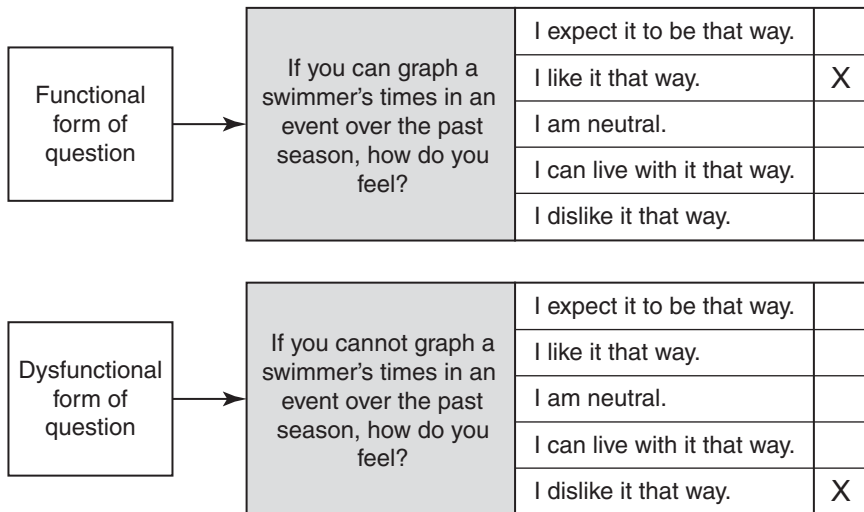 Functional
form of
question
If you can graph a
swimmer's times in an
event over the past
season, how do you
feel?
I expect it to be that way.
I like it that way. X
I am neutral.
I can live with it that way.
I dislike it that way.
Dysfunctional
form of
question
If you cannot graph a
swimmer's times in an
event over the past
season, how do you
feel?
I expect it to be that way.
I like it that way.
I am neutral.
I can live with it that way.
I dislike it that way. X